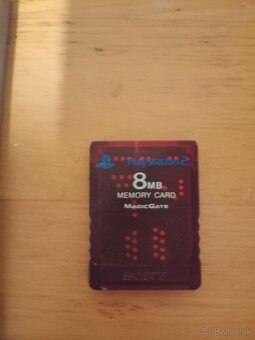 PlayStation 2
8MB
MEMORY CARD
MAGICGATE
SONY
bazos.sk